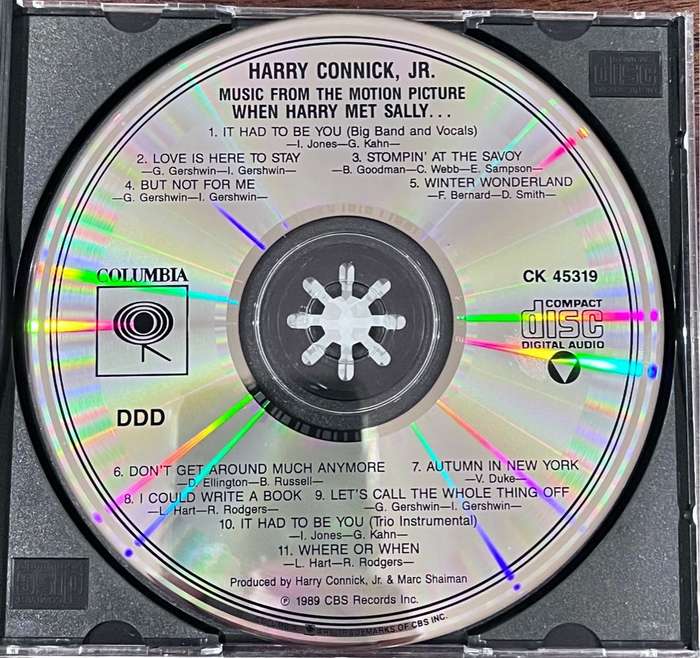 HARRY CONNICK, JR.
MUSIC FROM THE MOTION PICTURE
WHEN HARRY MET SALLY...
1. IT HAD TO BE YOU (Big Band and Vocals)
—I. Jones—G. Kahn—
2. LOVE IS HERE TO STAY
—G. Gershwin—I. Gershwin—
3. STOMPIN' AT THE SAVOY
—B. Goodman—C. Webb—E. Sampson—
4. BUT NOT FOR ME
—G. Gershwin—I. Gershwin—
5. WINTER WONDERLAND
—F. Bernard—D. Smith—
COLUMBIA
CK 45319
COMPACT
disc
DIGITAL AUDIO
DDD
6. DON'T GET AROUND MUCH ANYMORE
—D. Ellington—B. Russell—
7. AUTUMN IN NEW YORK
—V. Duke—
8. I COULD WRITE A BOOK
—L. Hart—R. Rodgers—
9. LET'S CALL THE WHOLE THING OFF
—G. Gershwin—I. Gershwin—
10. IT HAD TO BE YOU (Trio Instrumental)
—I. Jones—G. Kahn—
11. WHERE OR WHEN
—L. Hart—R. Rodgers—
Produced by Harry Connick, Jr. & Marc Shaiman
℗ 1989 CBS Records Inc.
TRADEMARKS OF CBS INC.